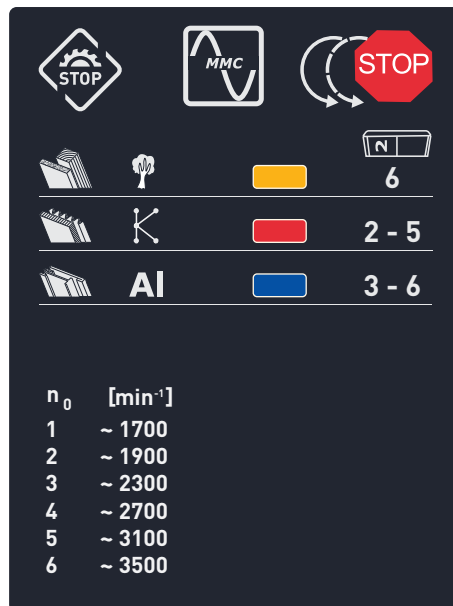 STOP
MMC
STOP
2
6
2 - 5
Al
3 - 6
n0 [min-1]
1 ~ 1700
2 ~ 1900
3 ~ 2300
4 ~ 2700
5 ~ 3100
6 ~ 3500